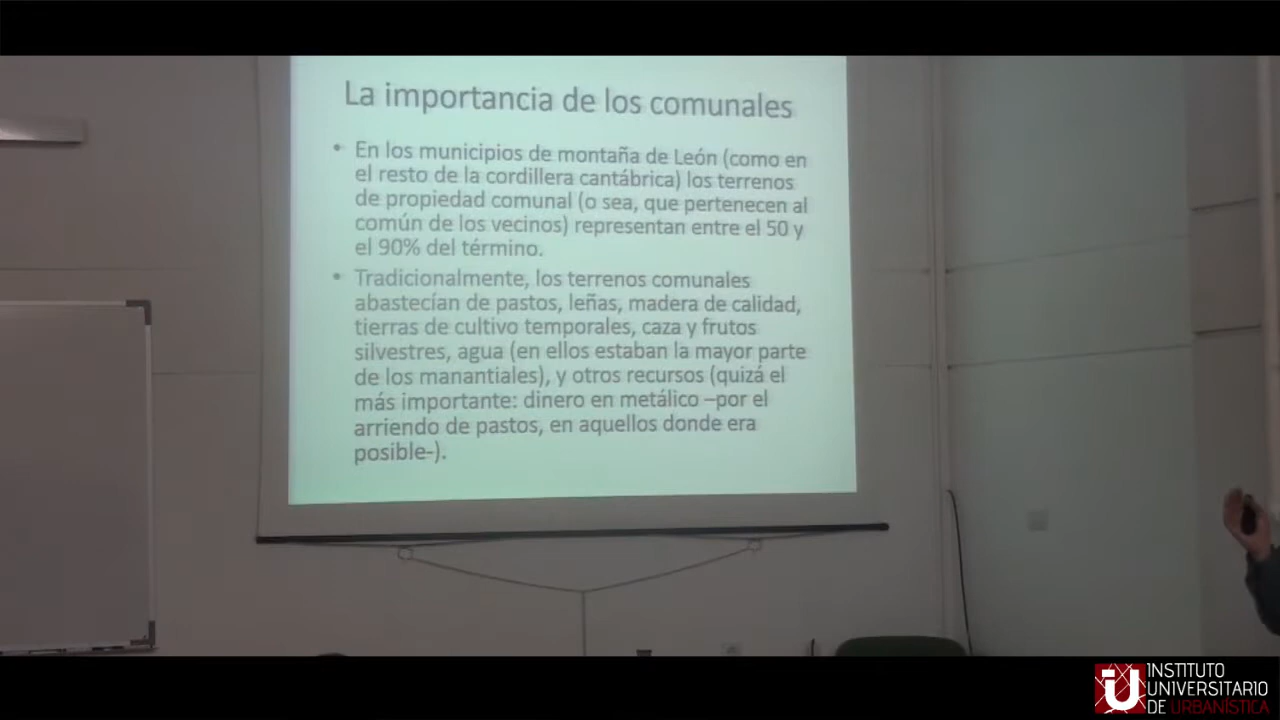 La importancia de los comunales
• En los municipios de montaña de León (como en
el resto de la cordillera cantábrica) los terrenos
de propiedad comunal (o sea, que pertenecen al
común de los vecinos) representan entre el 50 y
el 90% del término.
• Tradicionalmente, los terrenos comunales
abastecían de pastos, leñas, madera de calidad,
tierras de cultivo temporales, caza y frutos
silvestres, agua (en ellos estaban la mayor parte
de los manantiales), y otros recursos (quizá el
más importante: dinero en metálico –por el
arriendo de pastos, en aquellos donde era
posible-).
IU INSTITUTO
UNIVERSITARIO
DE URBANÍSTICA